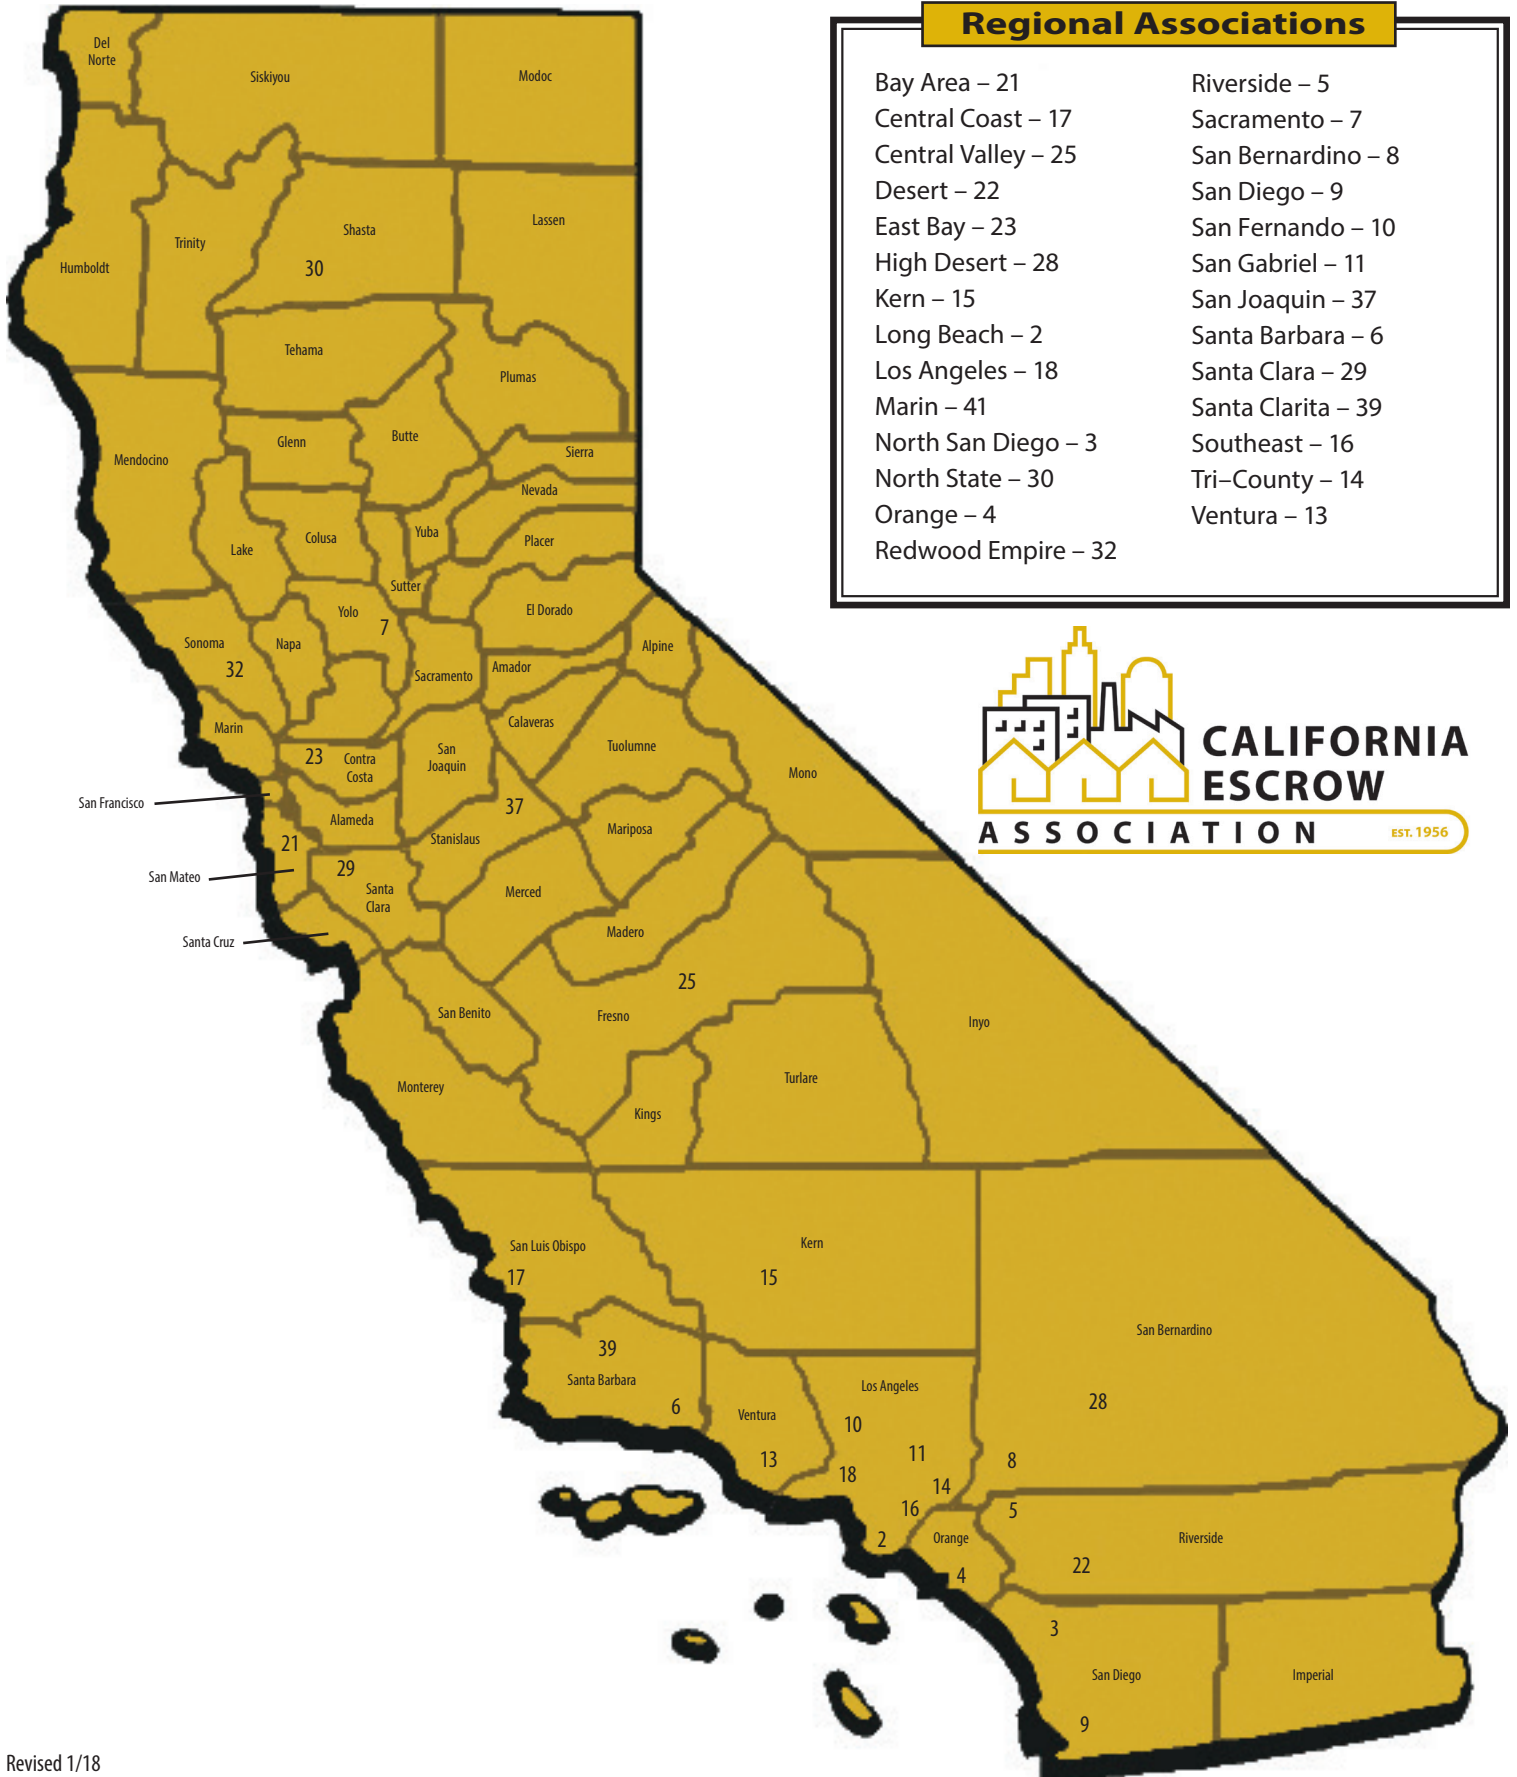 Regional Associations
Bay Area – 21
Central Coast – 17
Central Valley – 25
Desert – 22
East Bay – 23
High Desert – 28
Kern – 15
Long Beach – 2
Los Angeles – 18
Marin – 41
North San Diego – 3
North State – 30
Orange – 4
Redwood Empire – 32
Riverside – 5
Sacramento – 7
San Bernardino – 8
San Diego – 9
San Fernando – 10
San Gabriel – 11
San Joaquin – 37
Santa Barbara – 6
Santa Clara – 29
Santa Clarita – 39
Southeast – 16
Tri–County – 14
Ventura – 13
CALIFORNIA
ESCROW
ASSOCIATION
EST. 1956
Del
Norte
Siskiyou
Modoc
Humboldt
Trinity
Shasta
30
Lassen
Tehama
Plumas
Mendocino
Glenn
Butte
Sierra
Nevada
Lake
Colusa
Yuba
Placer
Sutter
Yolo
7
El Dorado
Sonoma
32
Napa
Sacramento
Amador
Alpine
Marin
Calaveras
Tuolumne
23
Contra
Costa
San
Joaquin
Mono
San Francisco
Alameda
37
Stanislaus
Mariposa
21
29
San Mateo
Santa
Clara
Merced
Santa Cruz
Madero
25
San Benito
Fresno
Inyo
Monterey
Turlare
Kings
San Luis Obispo
17
Kern
15
San Bernardino
39
Santa Barbara
6
Ventura
13
Los Angeles
10
11
18
14
16
2
28
8
5
Orange
4
Riverside
22
3
San Diego
9
Imperial
Revised 1/18